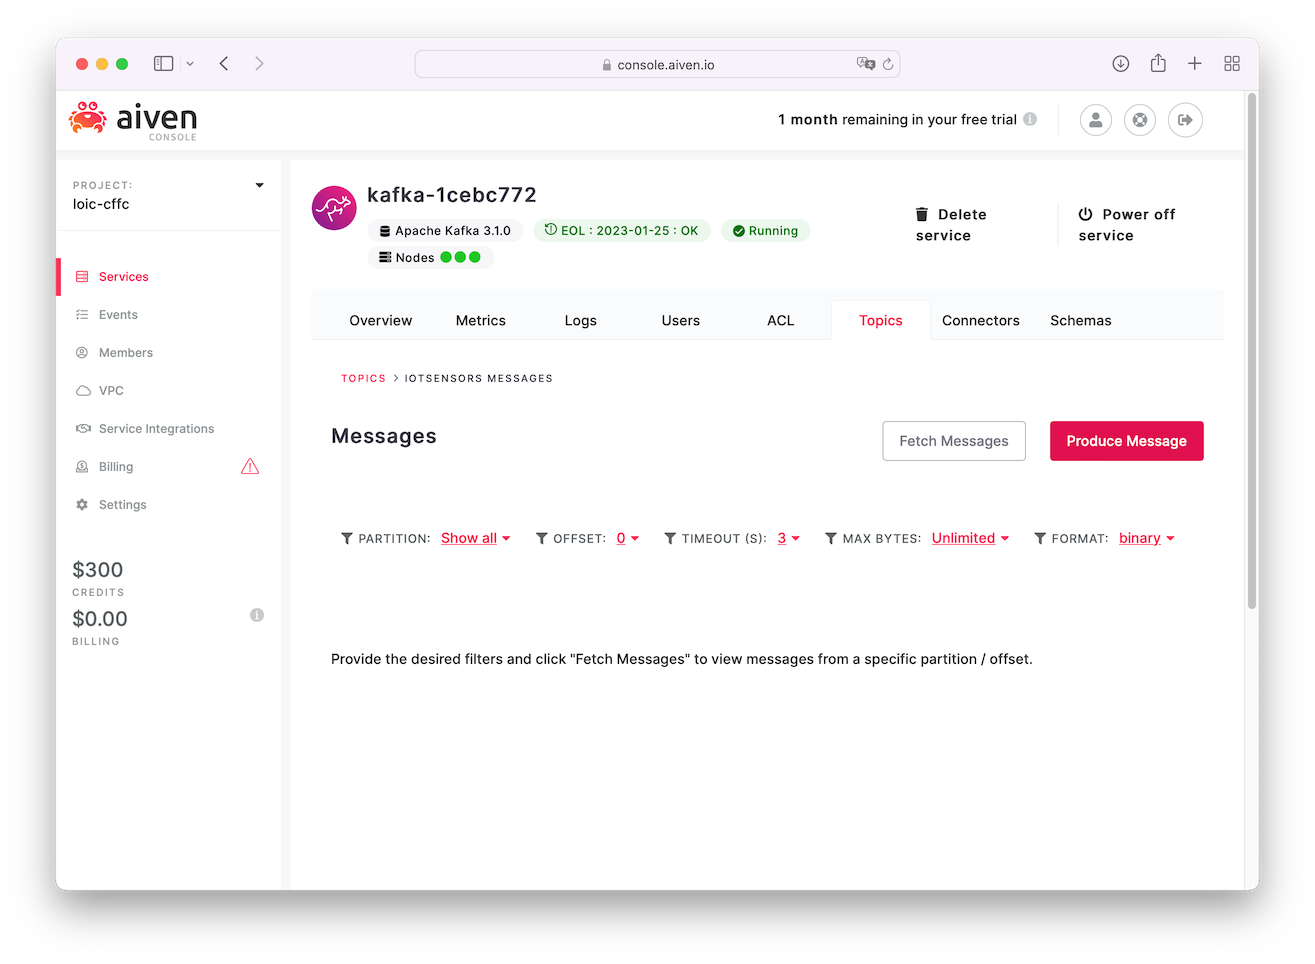 console.aiven.io
aiven
CONSOLE
1 month remaining in your free trial
PROJECT:
loic-cffc
kafka-1cebc772
Apache Kafka 3.1.0
EOL : 2023-01-25 : OK
Running
Nodes
Delete service
Power off service
Services
Events
Members
VPC
Service Integrations
Billing
Settings
$300
CREDITS
$0.00
BILLING
Overview Metrics Logs Users ACL Topics Connectors Schemas
TOPICS > IOTSENSORS MESSAGES
Messages
Fetch Messages
Produce Message
PARTITION: Show all OFFSET: 0 TIMEOUT (S): 3 MAX BYTES: Unlimited FORMAT: binary
Provide the desired filters and click "Fetch Messages" to view messages from a specific partition / offset.